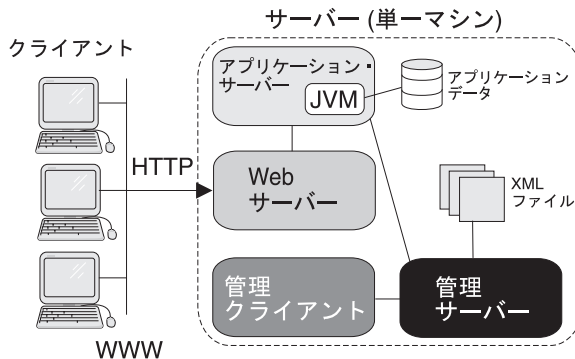 サーバー (単一マシン)
クライアント
アプリケーション・
サーバー
JVM
アプリケーション
データ
HTTP
Web
サーバー
XML
ファイル
管理
クライアント
管理
サーバー
WWW